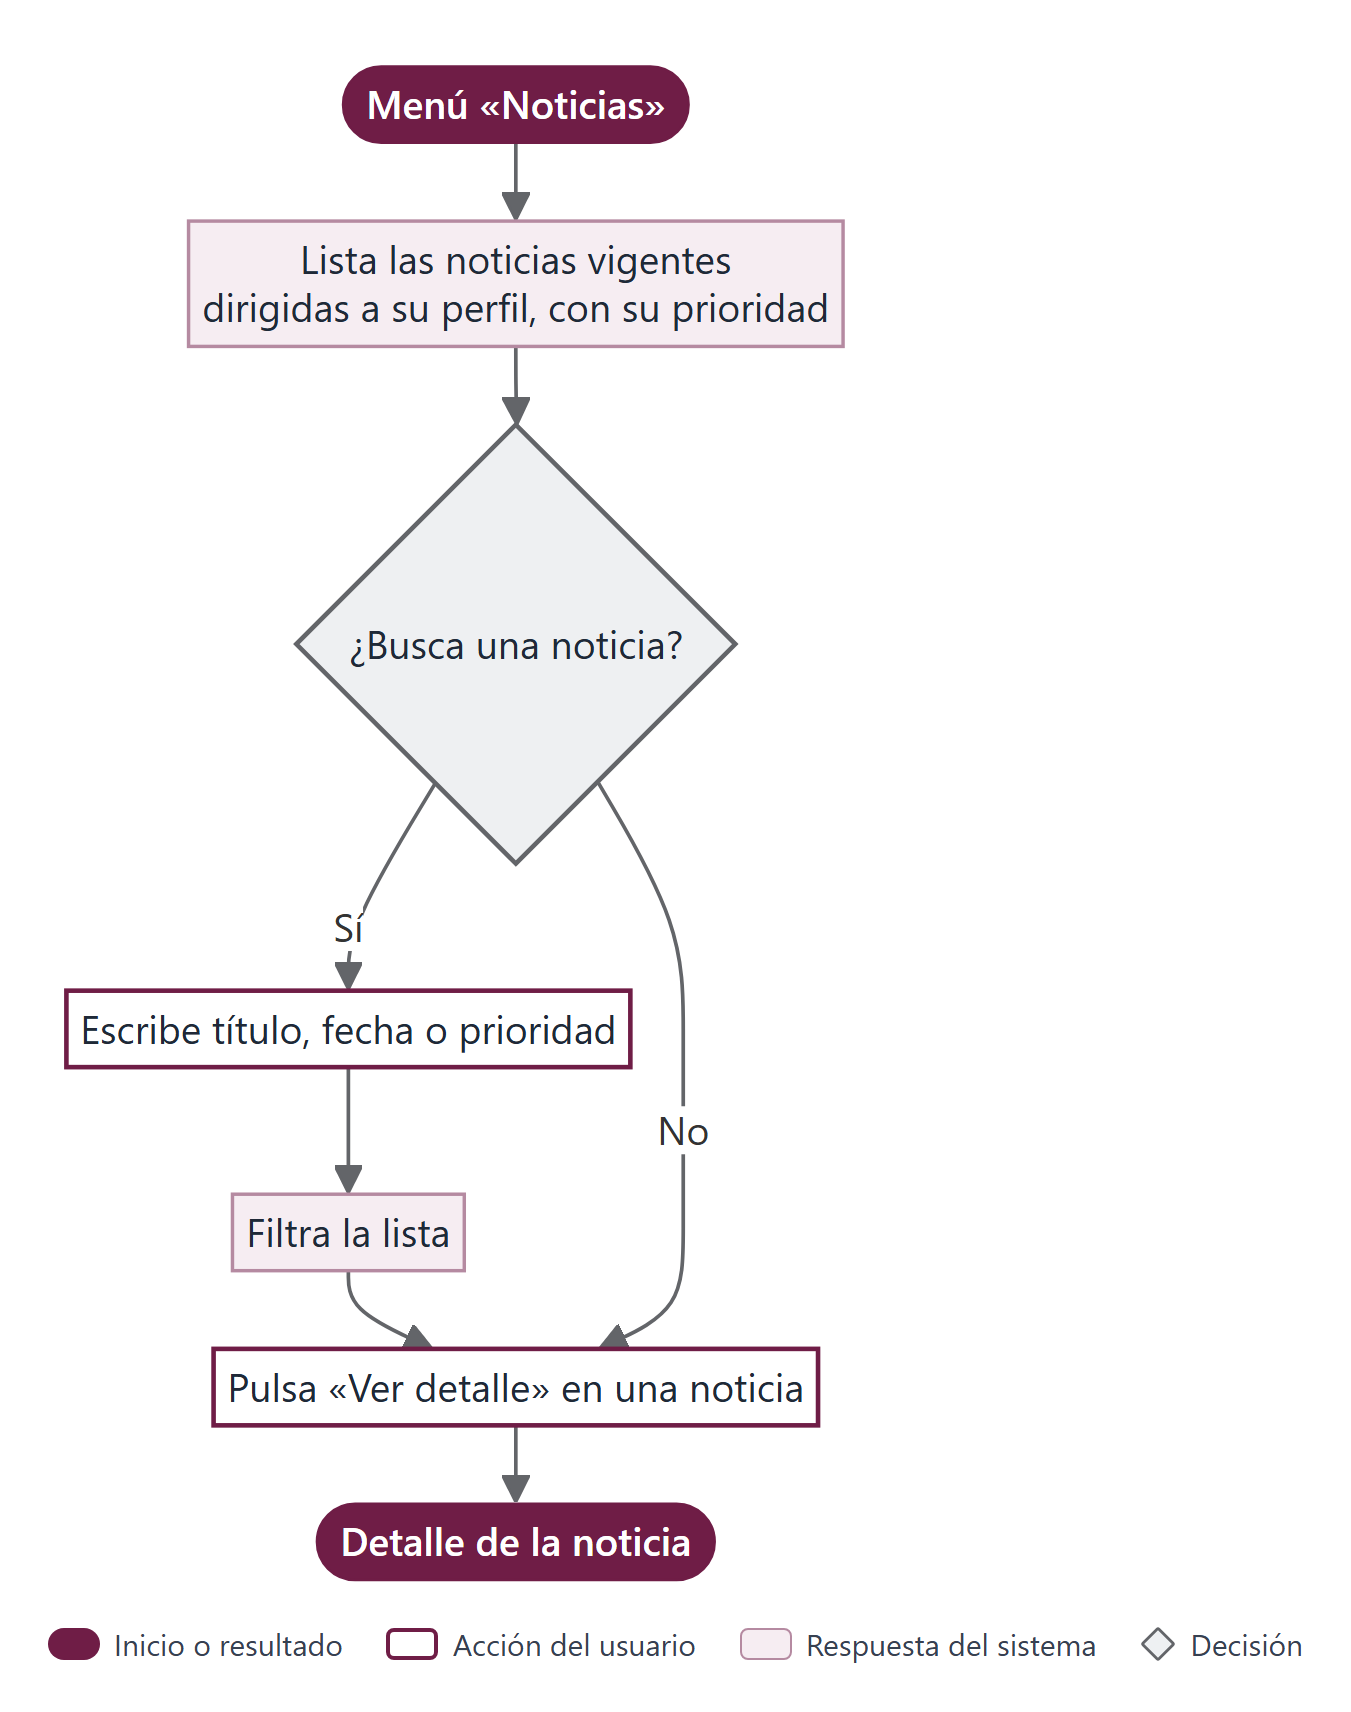 Menú «Noticias»
Lista las noticias vigentes
dirigidas a su perfil, con su prioridad
¿Busca una noticia?
Sí
Escribe título, fecha o prioridad
No
Filtra la lista
Pulsa «Ver detalle» en una noticia
Detalle de la noticia
Inicio o resultado
Acción del usuario
Respuesta del sistema
Decisión